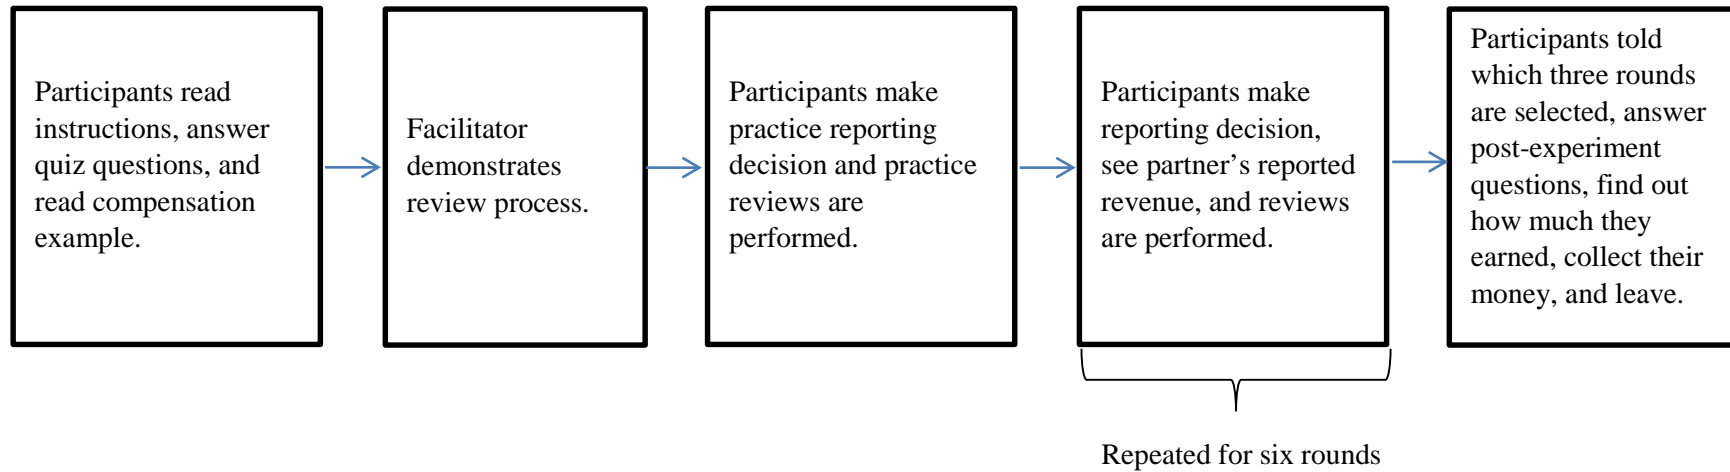 Participants read
instructions, answer
quiz questions, and
read compensation
example.
Facilitator
demonstrates
review process.
Participants make
practice reporting
decision and practice
reviews are
performed.
Participants make
reporting decision,
see partner’s reported
revenue, and reviews
are performed.
Participants told
which three rounds
are selected, answer
post-experiment
questions, find out
how much they
earned, collect their
money, and leave.
Repeated for six rounds